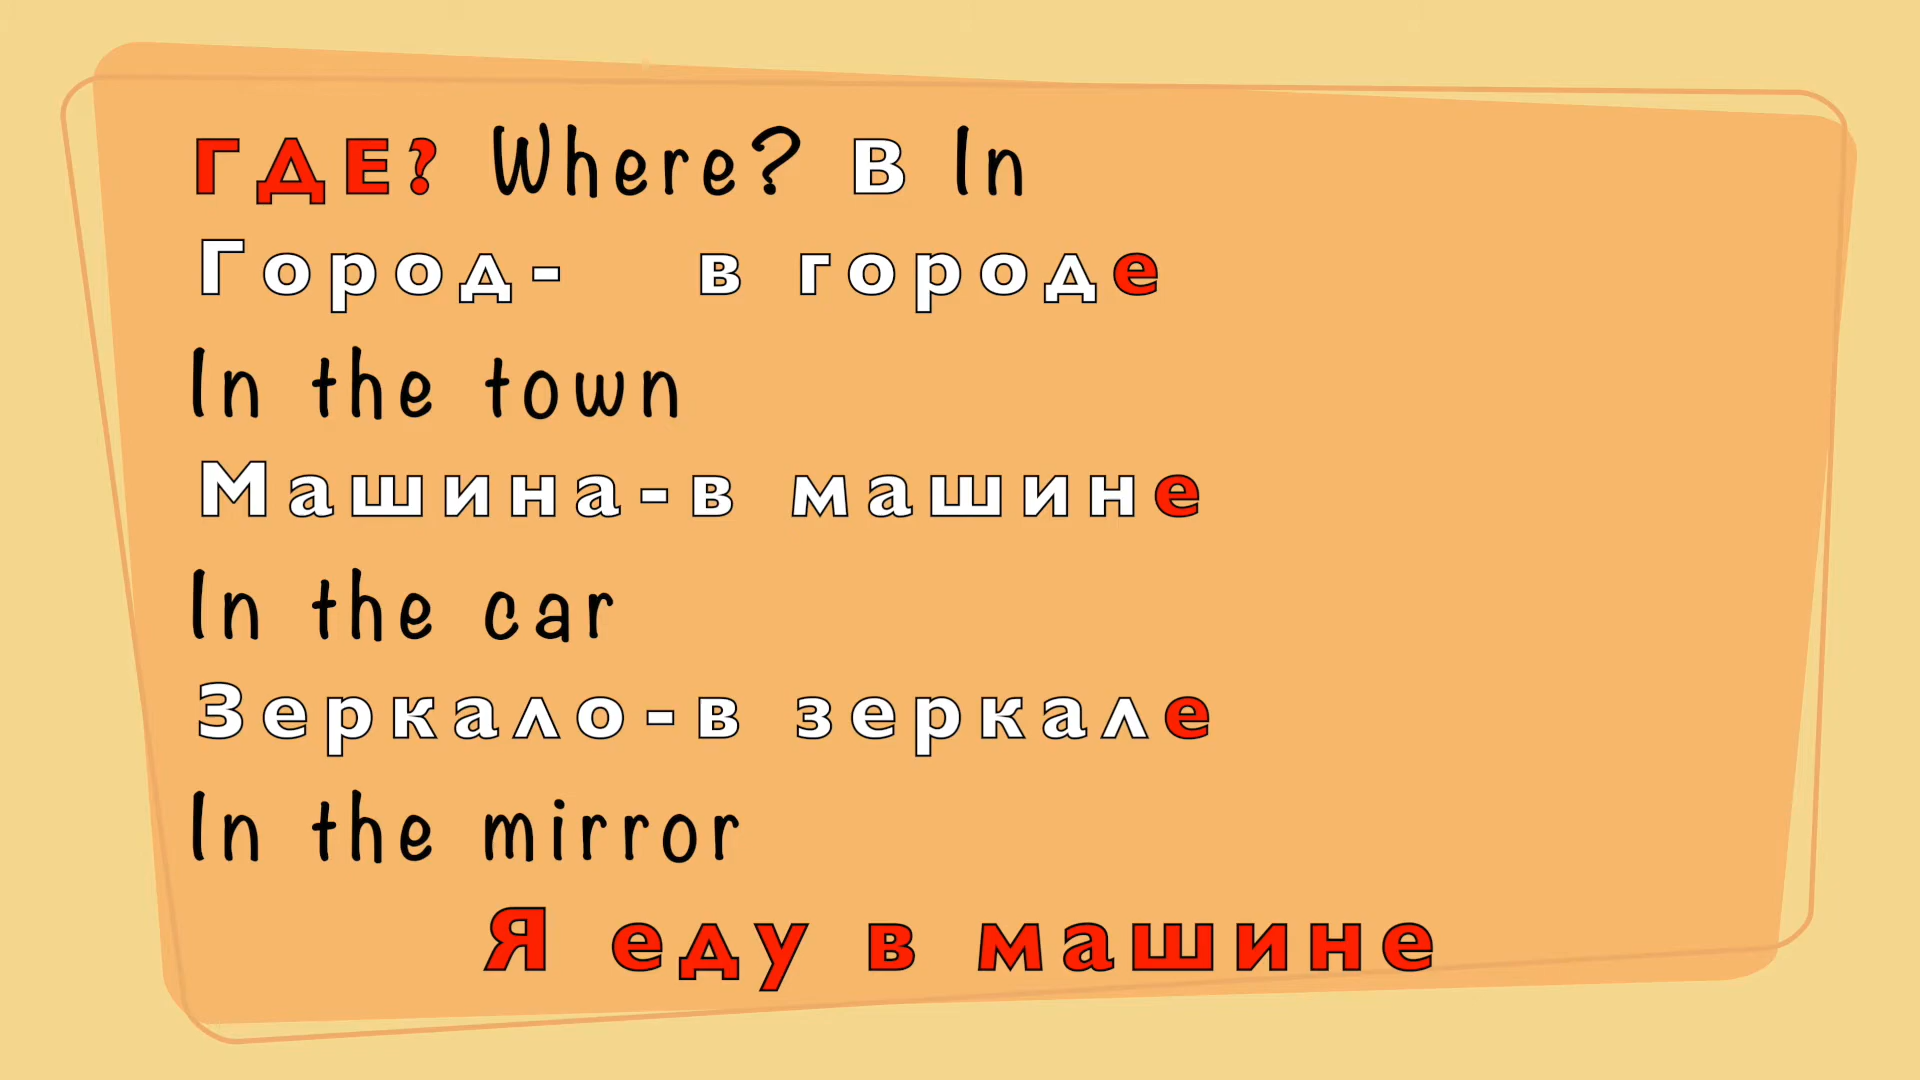 ГДЕ? Where? В In
Город- в городе
In the town
Машина-в машине
In the car
Зеркало-в зеркале
In the mirror
Я еду в машине